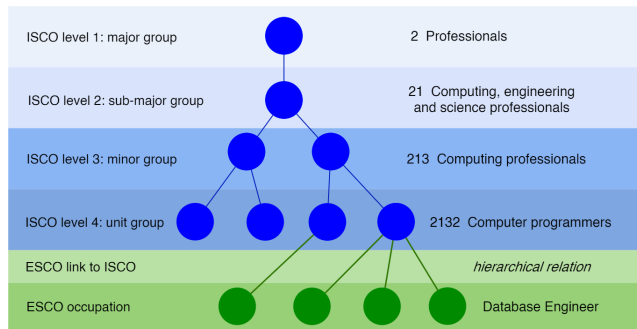 ISCO level 1: major group
2 Professionals
ISCO level 2: sub-major group
21 Computing, engineering
and science professionals
ISCO level 3: minor group
213 Computing professionals
ISCO level 4: unit group
2132 Computer programmers
ESCO link to ISCO
hierarchical relation
ESCO occupation
Database Engineer